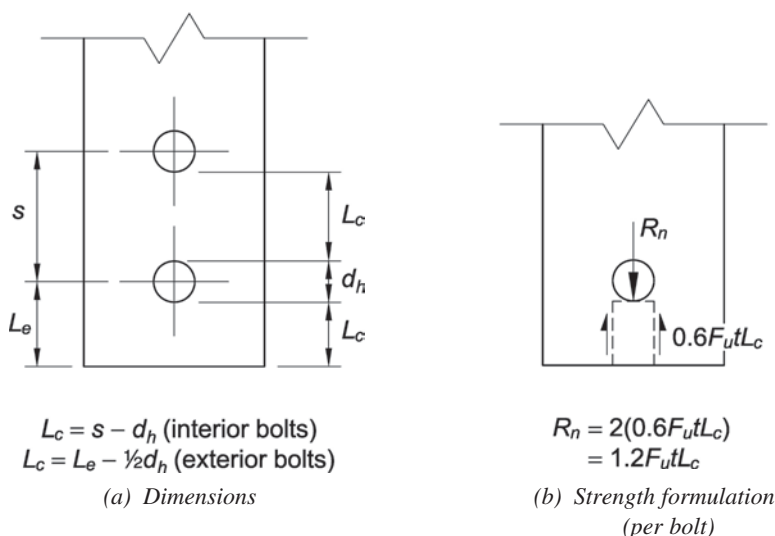 s
L_e
L_c
d_h
L_c
L_c = s − d_h (interior bolts)
L_c = L_e − ½d_h (exterior bolts)
(a) Dimensions
R_n
0.6F_utL_c
R_n = 2(0.6F_utL_c)
= 1.2F_utL_c
(b) Strength formulation
(per bolt)